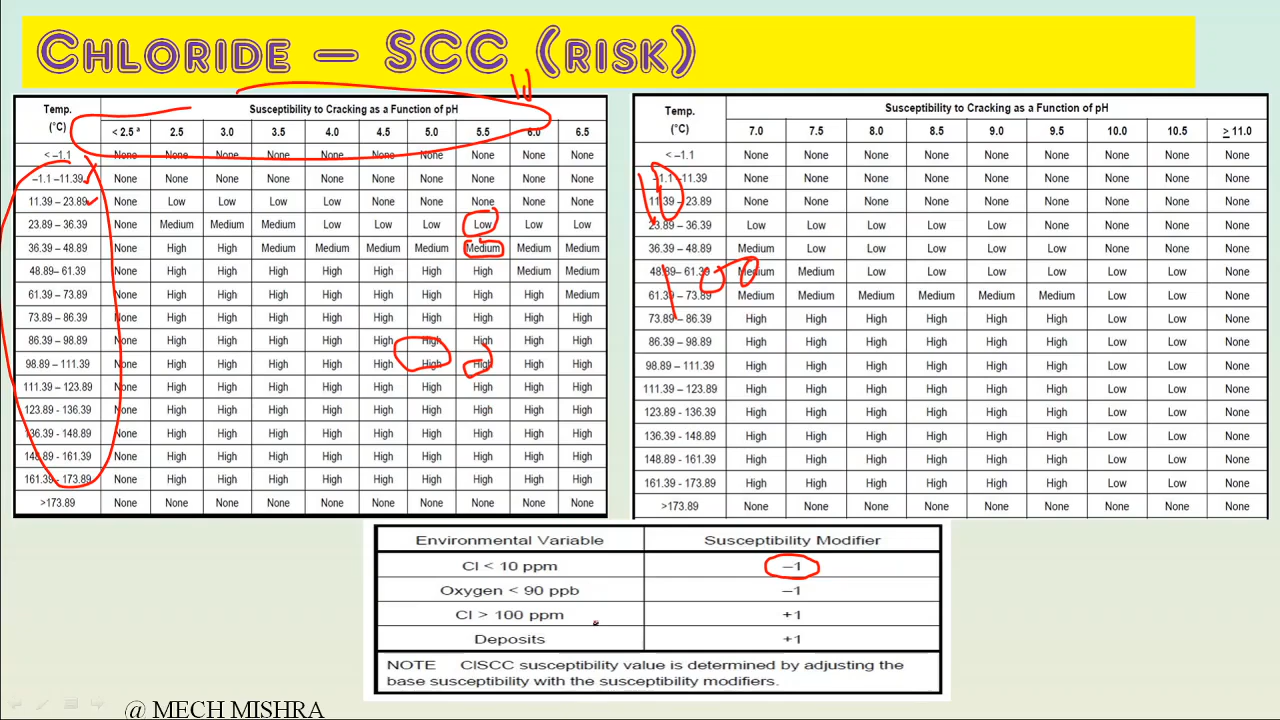 CHLORIDE – SCC (RISK)
Temp. (°C) Susceptibility to Cracking as a Function of pH
< 2.5 a 2.5 3.0 3.5 4.0 4.5 5.0 5.5 6.0 6.5
< –1.1 None None None None None None None None None None
–1.1 –11.39 None None None None None None None None None None
11.39 – 23.89 None Low Low Low Low None None None None None
23.89 – 36.39 None Medium Medium Medium Low Low Low Low Low Low
36.39 – 48.89 None High High Medium Medium Medium Medium Medium Medium Medium
48.89 – 61.39 None High High High High High High High Medium Medium
61.39 – 73.89 None High High High High High High High High Medium
73.89 – 86.39 None High High High High High High High High High
86.39 – 98.89 None High High High High High High High High High
98.89 – 111.39 None High High High High High High High High High
111.39 – 123.89 None High High High High High High High High High
123.89 - 136.39 None High High High High High High High High High
136.39 - 148.89 None High High High High High High High High High
148.89 - 161.39 None High High High High High High High High High
161.39 - 173.89 None High High High High High High High High High
>173.89 None None None None None None None None None None
Temp. (°C) Susceptibility to Cracking as a Function of pH
7.0 7.5 8.0 8.5 9.0 9.5 10.0 10.5 ≥ 11.0
< –1.1 None None None None None None None None None
–1.1 –11.39 None None None None None None None None None
11.39 – 23.89 None None None None None None None None None
23.89 – 36.39 Low Low Low Low Low None None None None
36.39 – 48.89 Medium Low Low Low Low Low None None None
48.89– 61.39 Medium Medium Low Low Low Low Low Low None
61.39 – 73.89 Medium Medium Medium Medium Medium Medium Low Low None
73.89 – 86.39 High High High High High High Low Low None
86.39 – 98.89 High High High High High High Low Low None
98.89 – 111.39 High High High High High High Low Low None
111.39 – 123.89 High High High High High High Low Low None
123.89 - 136.39 High High High High High High Low Low None
136.39 - 148.89 High High High High High High Low Low None
148.89 - 161.39 High High High High High High Low Low None
161.39 - 173.89 High High High High High High Low Low None
>173.89 None None None None None None None None None
10
100
Environmental Variable Susceptibility Modifier
Cl < 10 ppm –1
Oxygen < 90 ppb –1
Cl > 100 ppm +1
Deposits +1
NOTE ClSCC susceptibility value is determined by adjusting the
base susceptibility with the susceptibility modifiers.
@ MECH MISHRA